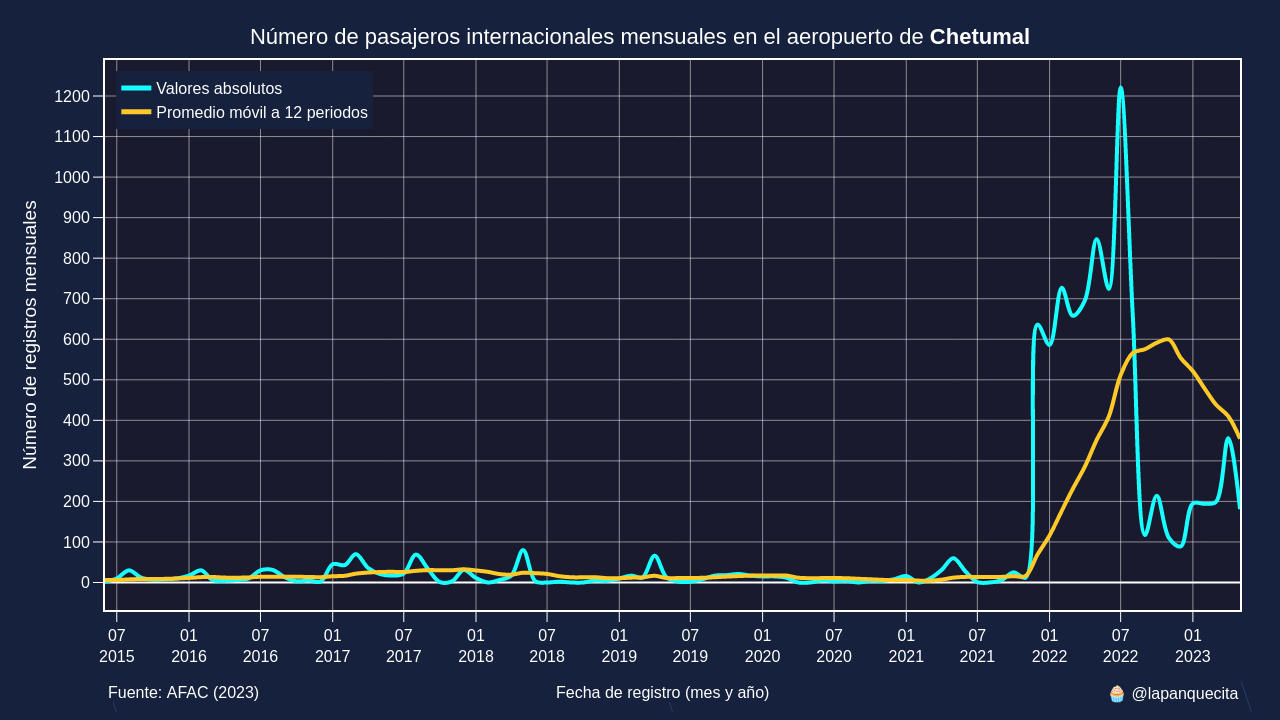 Número de pasajeros internacionales mensuales en el aeropuerto de Chetumal
Valores absolutos
Promedio móvil a 12 periodos
Número de registros mensuales
1200
1100
1000
900
800
700
600
500
400
300
200
100
0
07 01 07 01 07 01 07 01 07 01 07 01 07 01 07 01
2015 2016 2016 2017 2017 2018 2018 2019 2019 2020 2020 2021 2021 2022 2022 2023
Fuente: AFAC (2023)
Fecha de registro (mes y año)
🧁 @lapanquecita